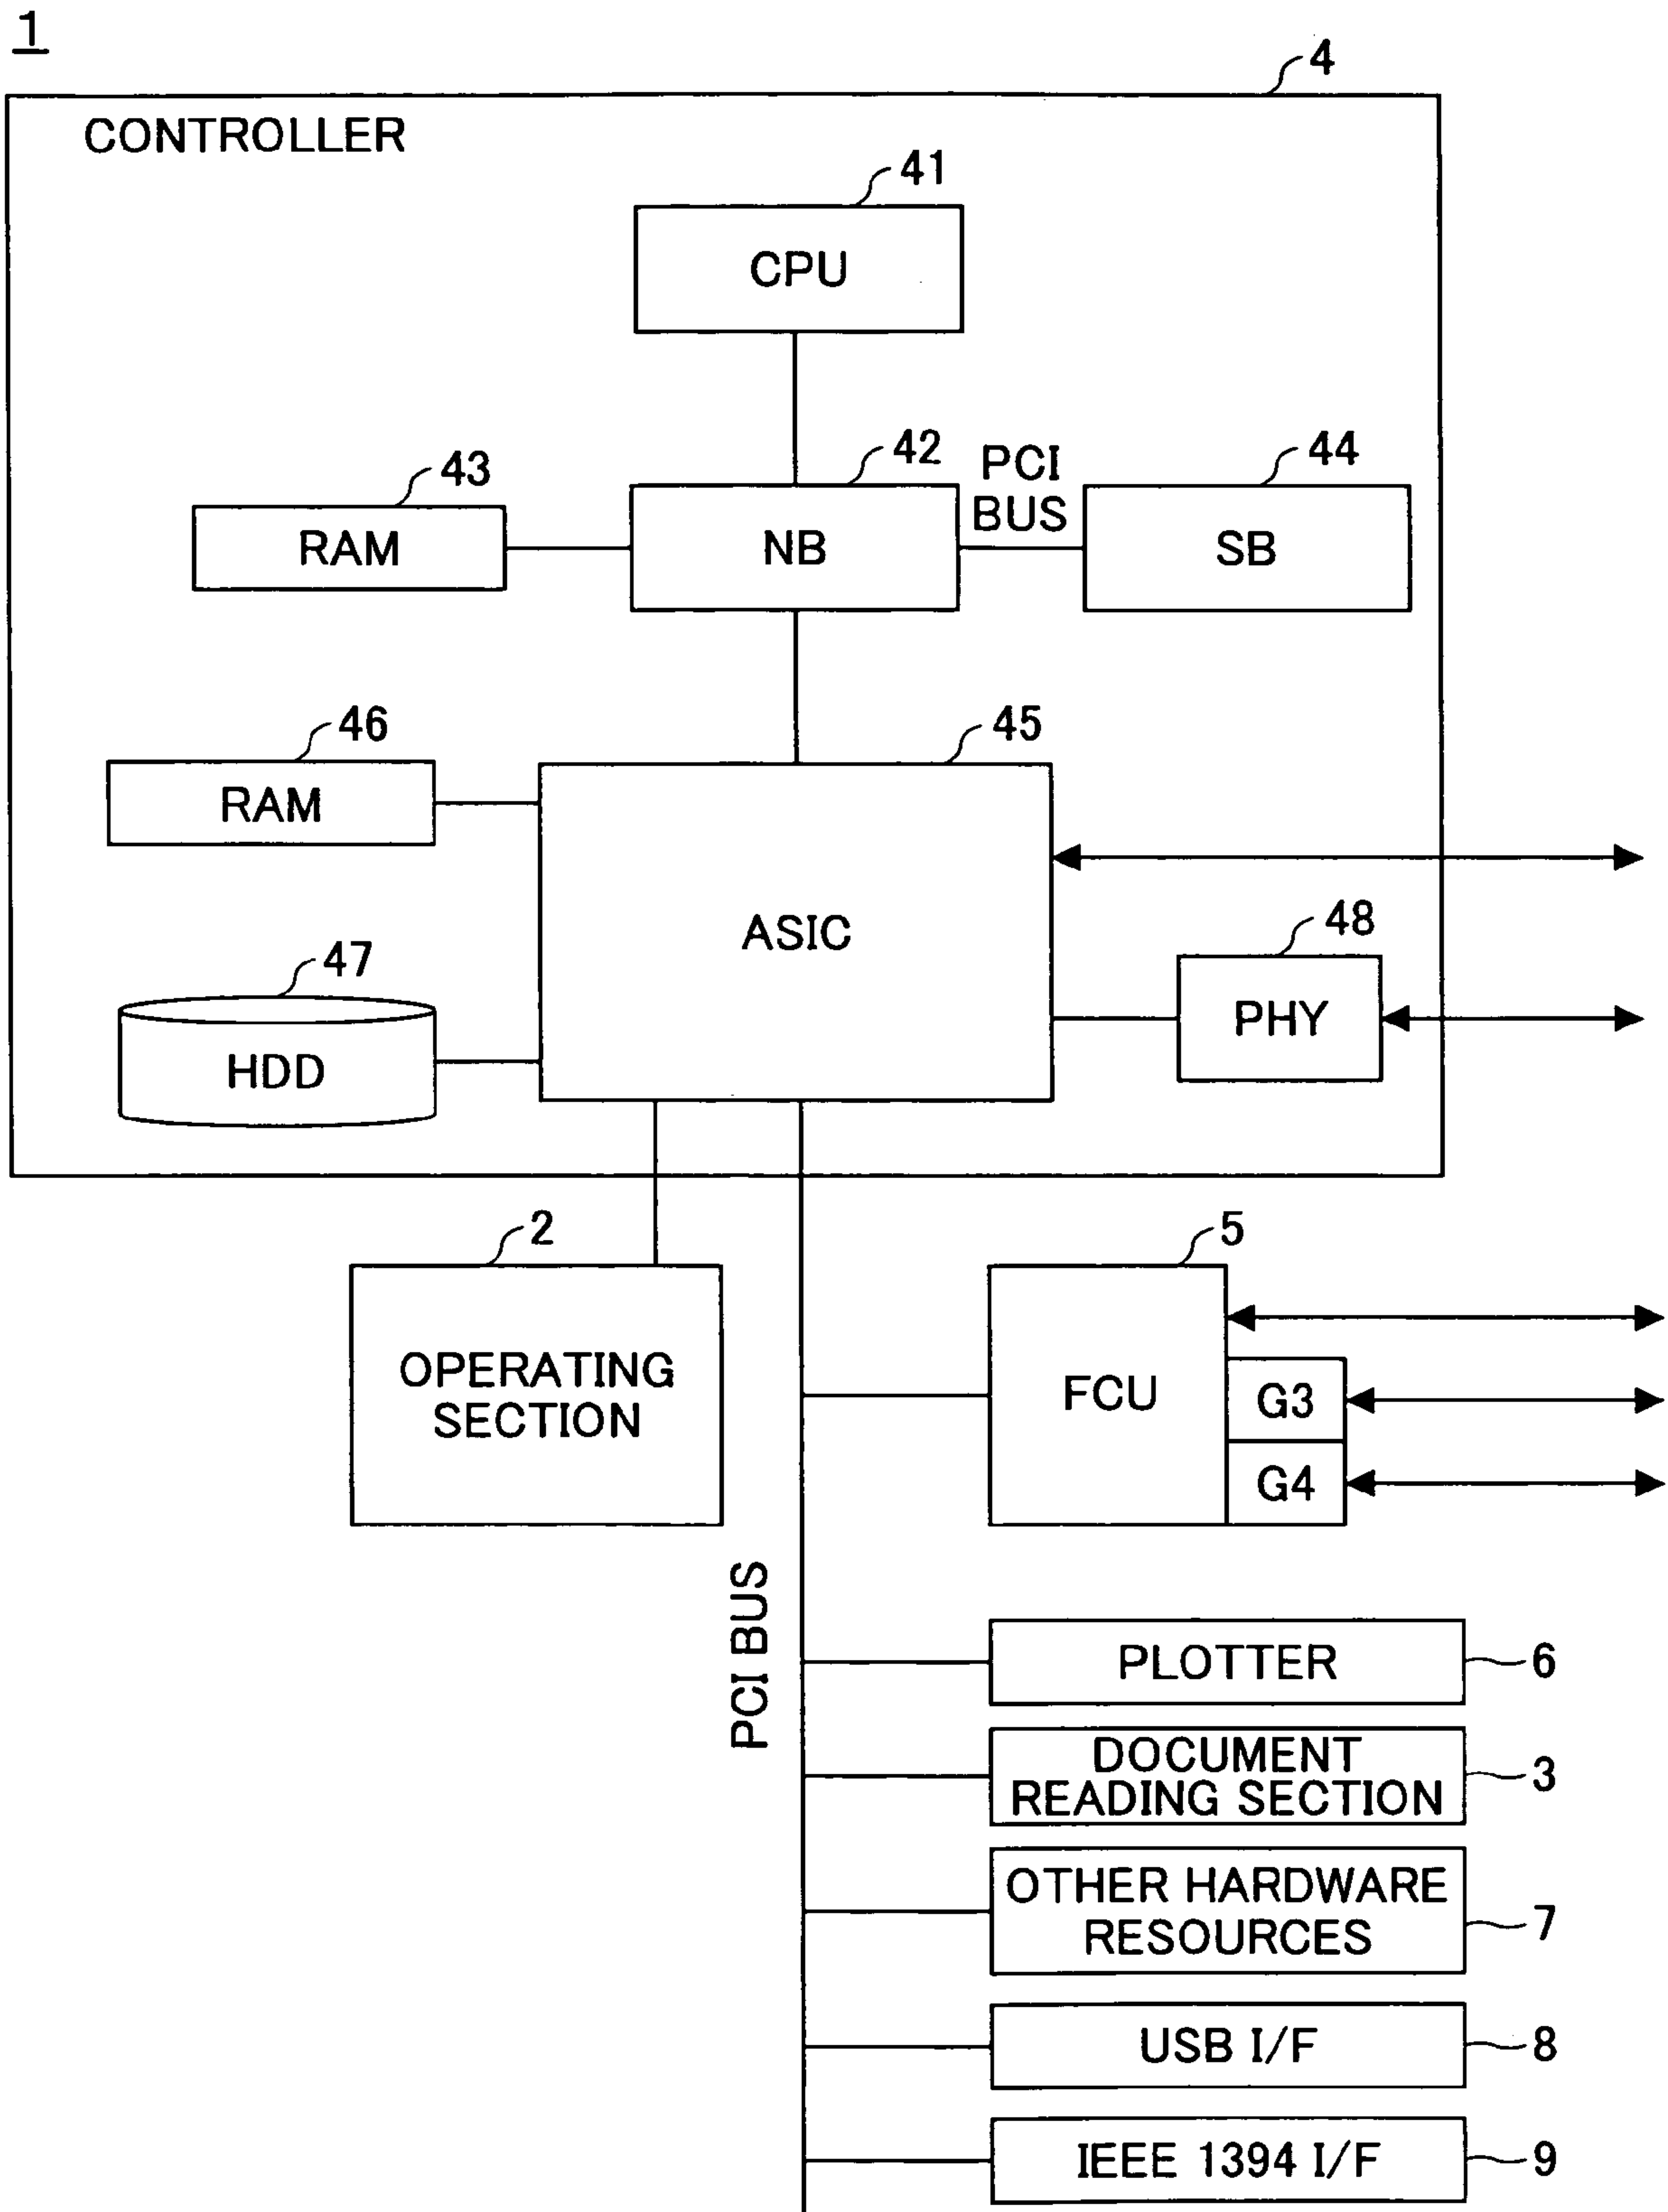 1
4
CONTROLLER
41
CPU
43
42
PCI
BUS
44
RAM
NB
SB
46
45
RAM
ASIC
48
47
PHY
HDD
2
5
OPERATING
SECTION
FCU
G3
G4
PCI BUS
PLOTTER
6
DOCUMENT
READING SECTION
3
OTHER HARDWARE
RESOURCES
7
USB I/F
8
IEEE 1394 I/F
9